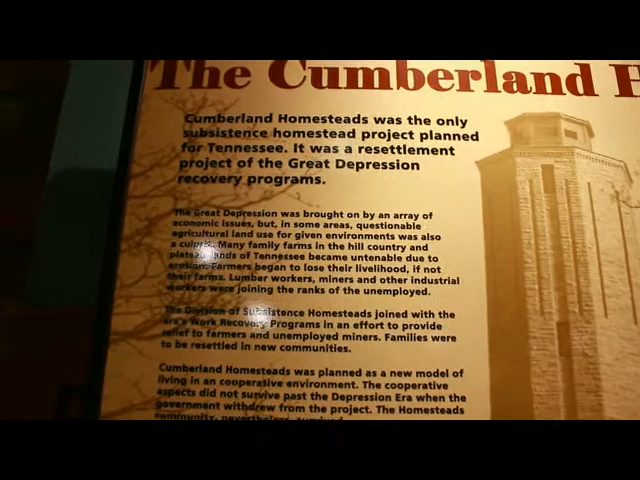 The Cumberland H
Cumberland Homesteads was the only
subsistence homestead project planned
for Tennessee. It was a resettlement
project of the Great Depression
recovery programs.
The Great Depression was brought on by an array of
economic issues, but, in some areas, questionable
agricultural land use for given environments was also
a culprit. Many family farms in the hill country and
plateau lands of Tennessee became untenable due to
erosion. Farmers began to lose their livelihood, if not
their farms. Lumber workers, miners and other industrial
workers were joining the ranks of the unemployed.
The Division of Subsistence Homesteads joined with the
era's Work Recovery Programs in an effort to provide
relief to farmers and unemployed miners. Families were
to be resettled in new communities.
Cumberland Homesteads was planned as a new model of
living in an cooperative environment. The cooperative
aspects did not survive past the Depression Era when the
government withdrew from the project. The Homesteads
community, nevertheless, survived